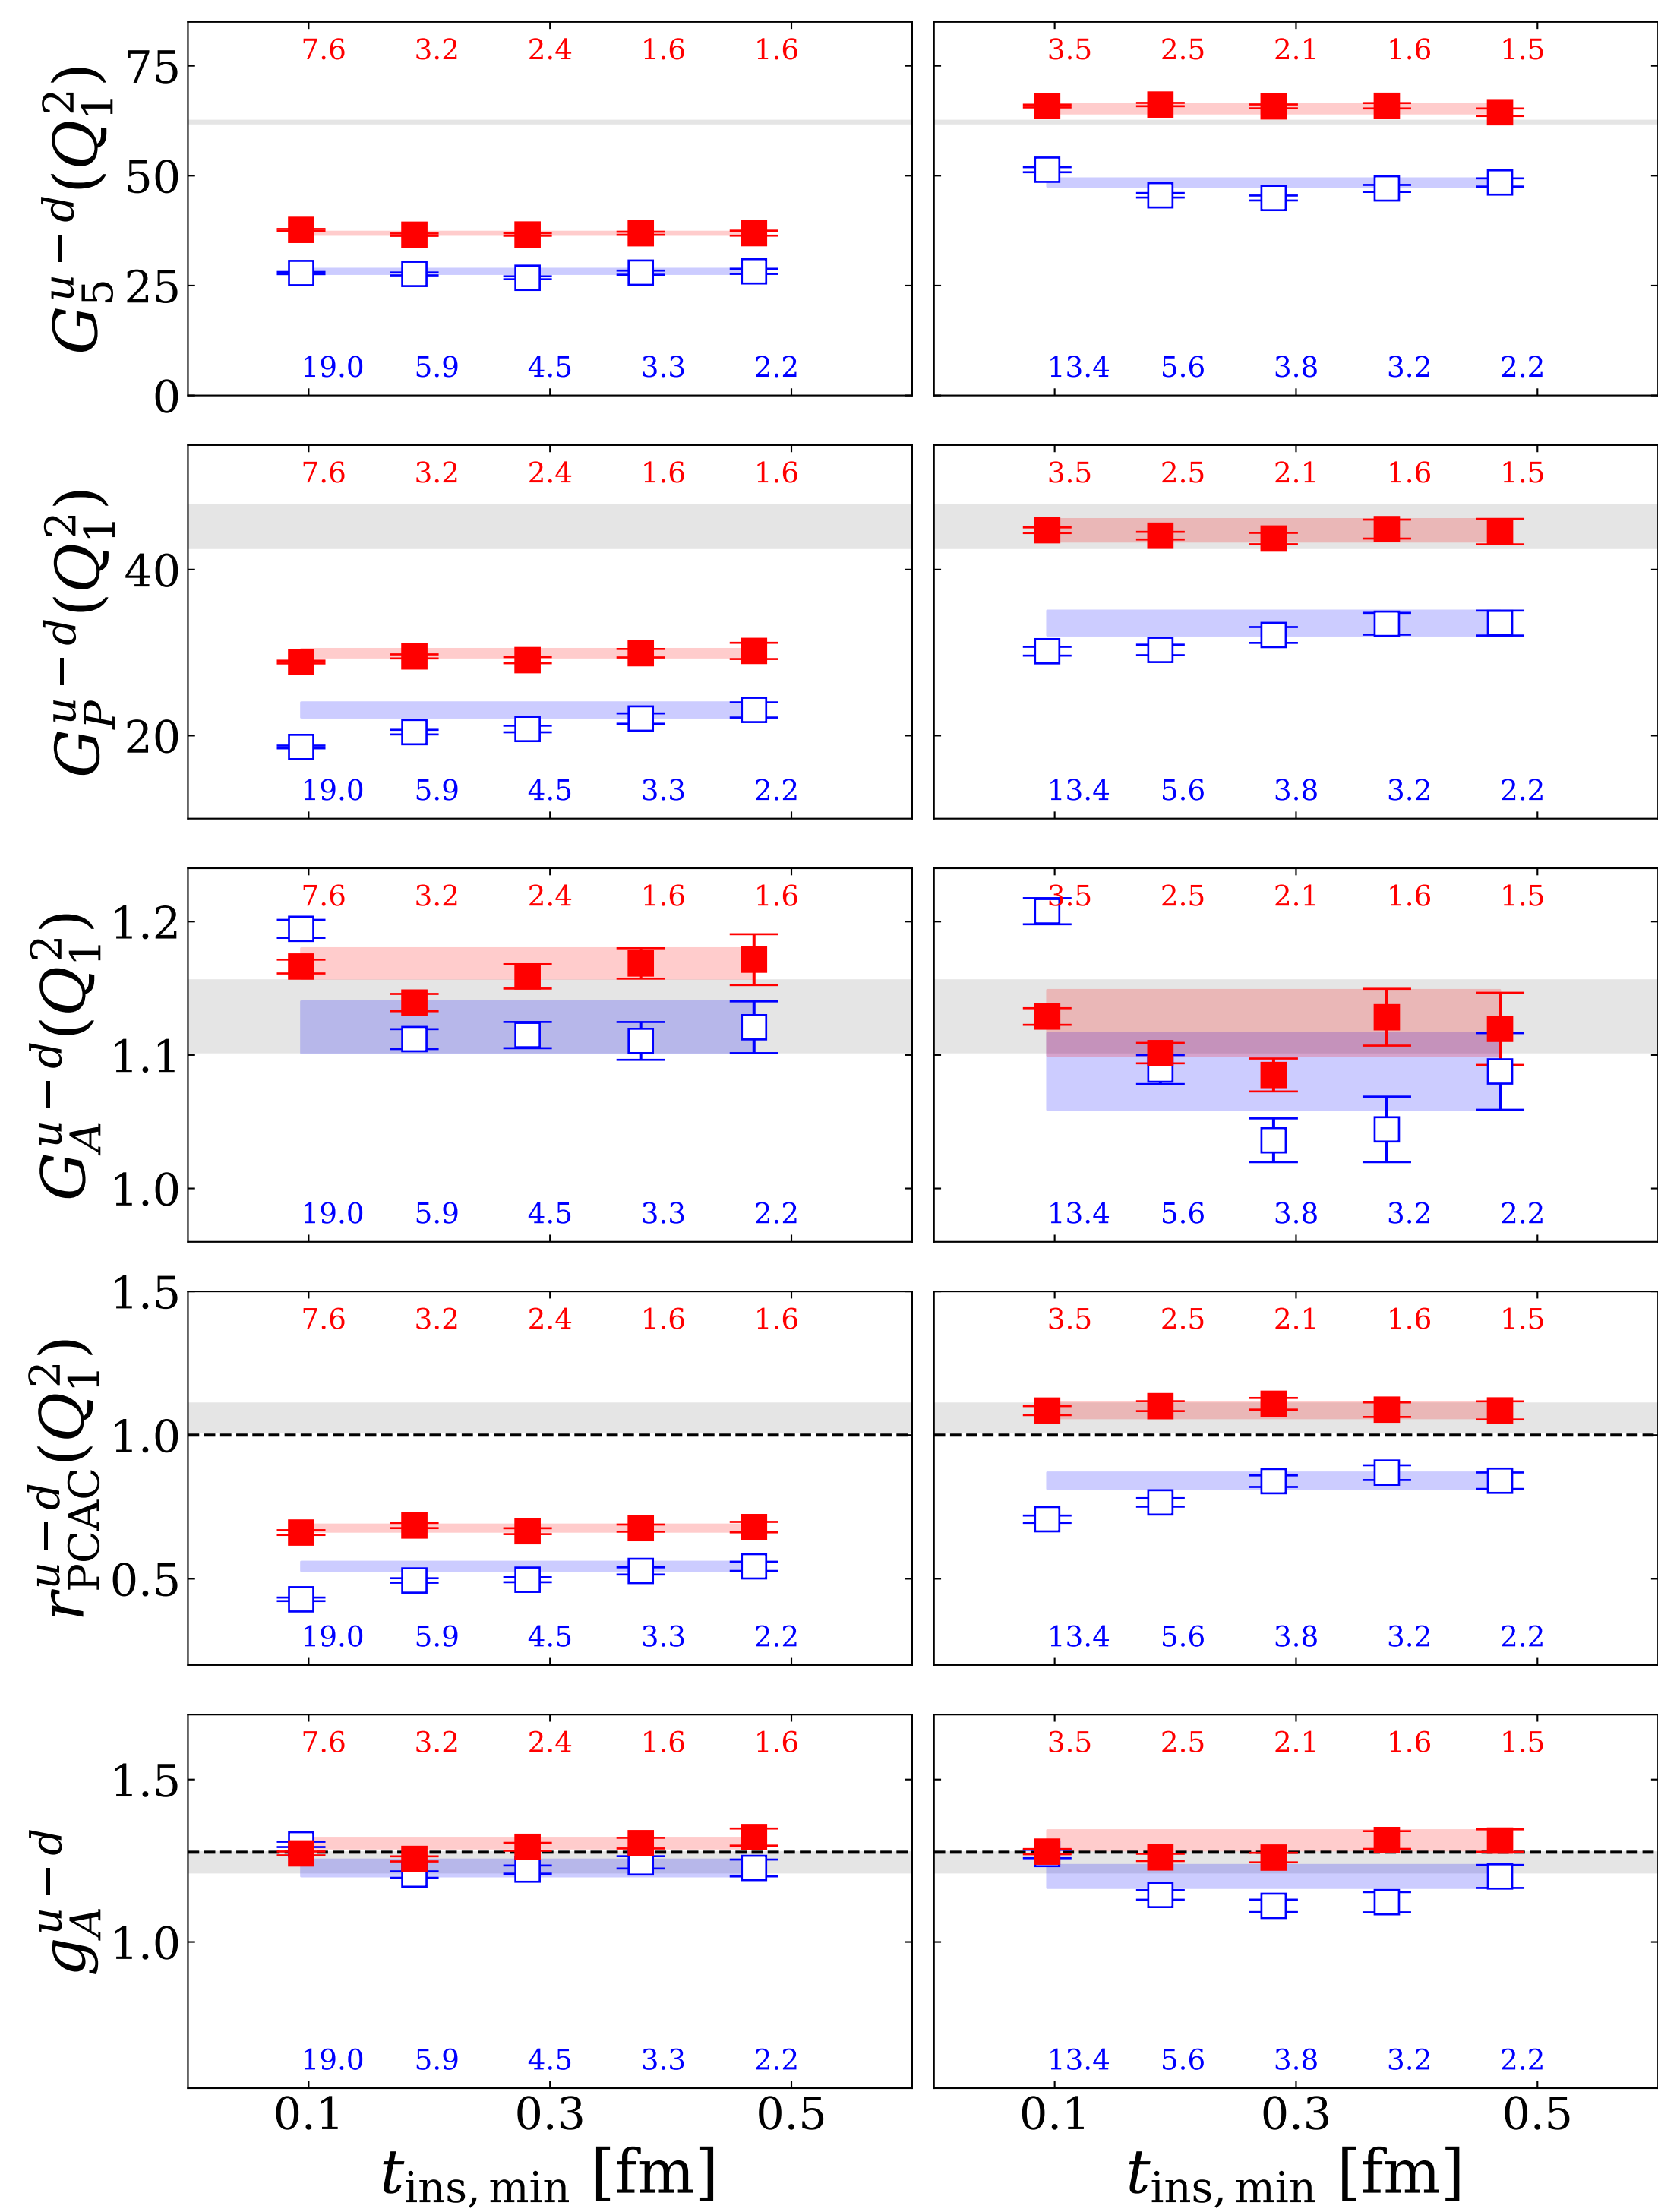 G_5^{u-d}(Q_1^2)
75
50
25
0
7.6 3.2 2.4 1.6 1.6
19.0 5.9 4.5 3.3 2.2
3.5 2.5 2.1 1.6 1.5
13.4 5.6 3.8 3.2 2.2
G_P^{u-d}(Q_1^2)
40
20
7.6 3.2 2.4 1.6 1.6
19.0 5.9 4.5 3.3 2.2
3.5 2.5 2.1 1.6 1.5
13.4 5.6 3.8 3.2 2.2
G_A^{u-d}(Q_1^2)
1.2
1.1
1.0
7.6 3.2 2.4 1.6 1.6
19.0 5.9 4.5 3.3 2.2
3.5 2.5 2.1 1.6 1.5
13.4 5.6 3.8 3.2 2.2
r_{PCAC}^{u-d}(Q_1^2)
1.5
1.0
0.5
7.6 3.2 2.4 1.6 1.6
19.0 5.9 4.5 3.3 2.2
3.5 2.5 2.1 1.6 1.5
13.4 5.6 3.8 3.2 2.2
g_A^{u-d}
1.5
1.0
7.6 3.2 2.4 1.6 1.6
19.0 5.9 4.5 3.3 2.2
3.5 2.5 2.1 1.6 1.5
13.4 5.6 3.8 3.2 2.2
0.1 0.3 0.5
0.1 0.3 0.5
t_{ins, min} [fm]
t_{ins, min} [fm]